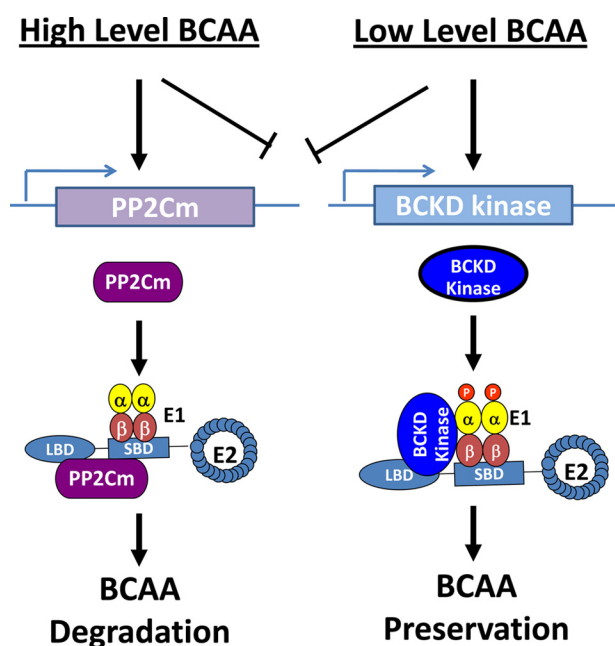 High Level BCAA
Low Level BCAA
PP2Cm
BCKD kinase
PP2Cm
BCKD
Kinase
α α
E1
β β
LBD
SBD
E2
PP2Cm
P P
α α
E1
BCKD
Kinase
β β
LBD
SBD
E2
BCAA
Degradation
BCAA
Preservation